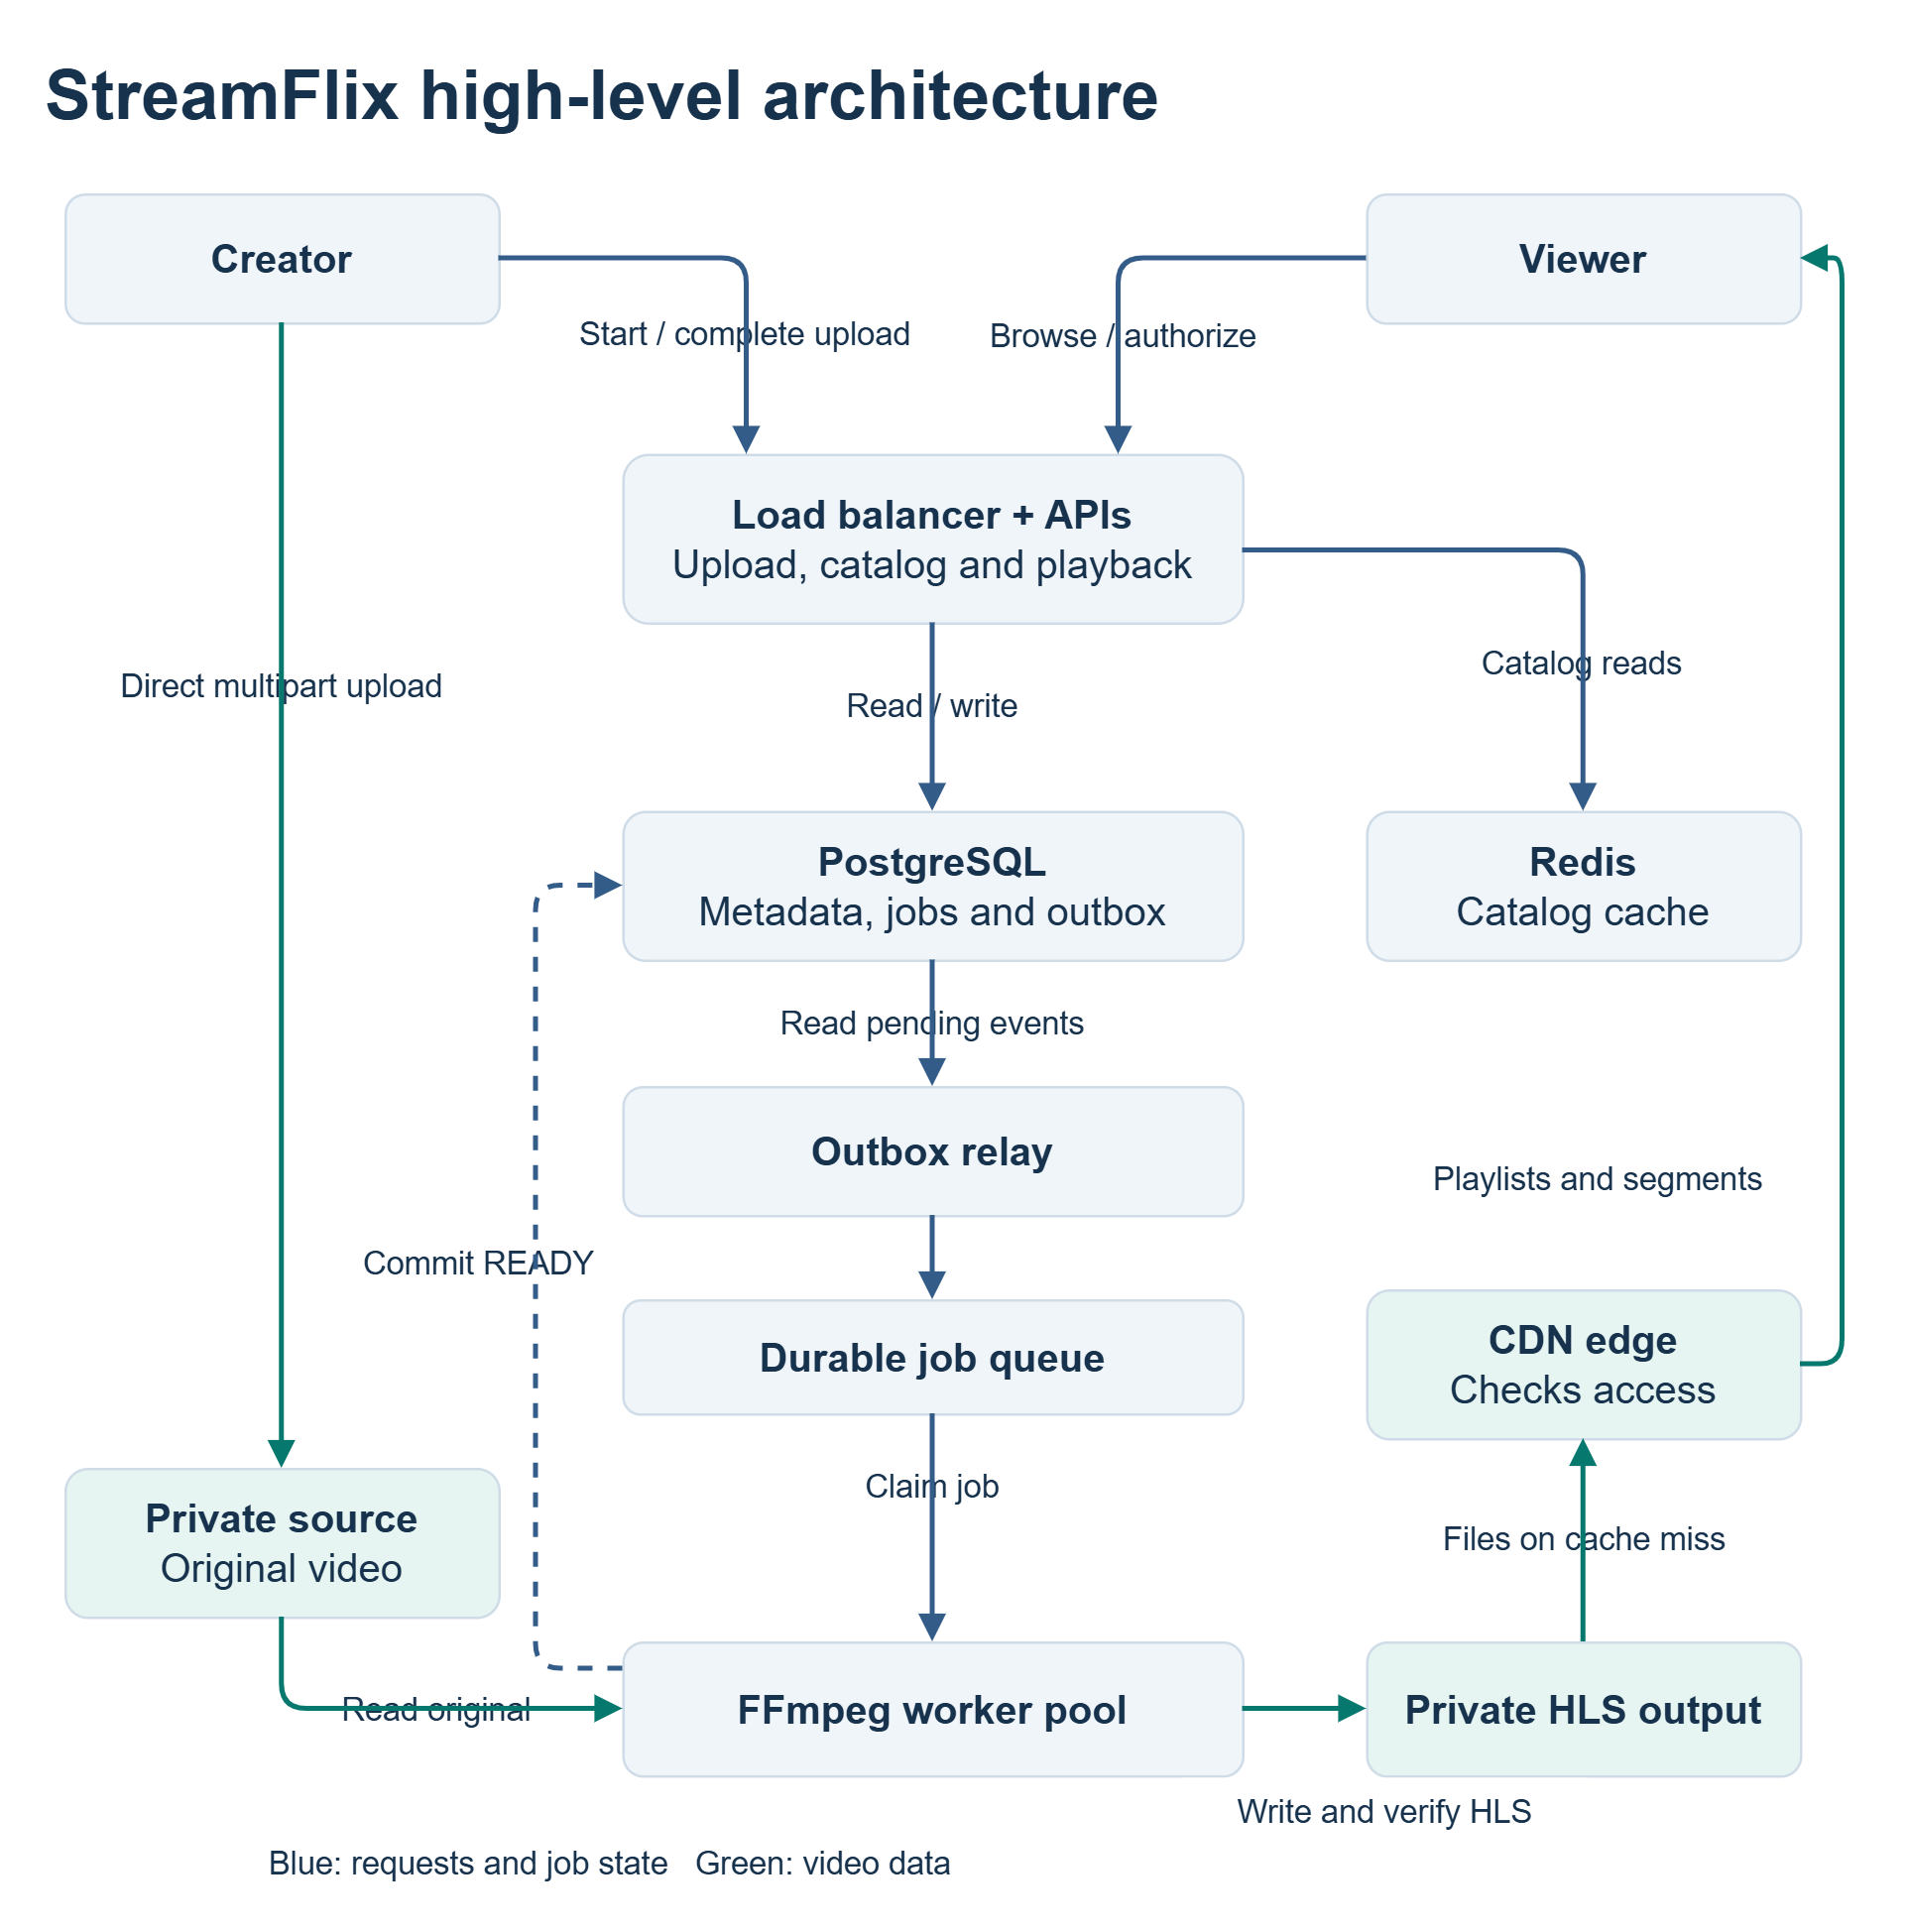 StreamFlix high-level architecture
Creator
Viewer
Start / complete upload
Browse / authorize
Load balancer + APIs
Upload, catalog and playback
Catalog reads
Direct multipart upload
Read / write
PostgreSQL
Metadata, jobs and outbox
Redis
Catalog cache
Read pending events
Outbox relay
Playlists and segments
Commit READY
Durable job queue
CDN edge
Checks access
Claim job
Private source
Original video
Files on cache miss
Read original
FFmpeg worker pool
Private HLS output
Write and verify HLS
Blue: requests and job state   Green: video data